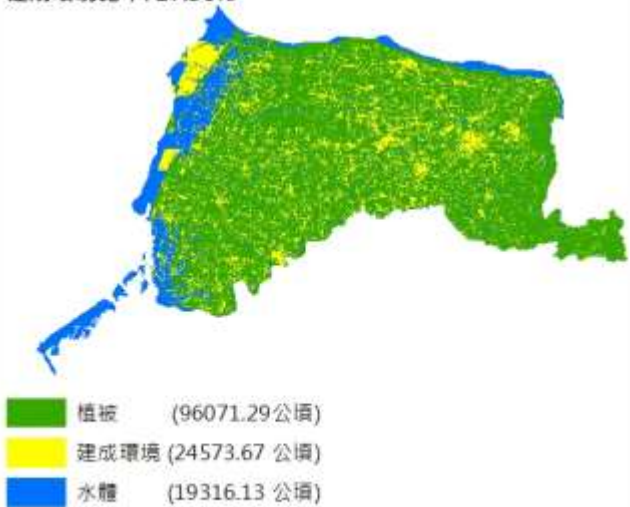 植被 (96071.29公頃)
建成環境 (24573.67 公頃)
水體 (19316.13 公頃)